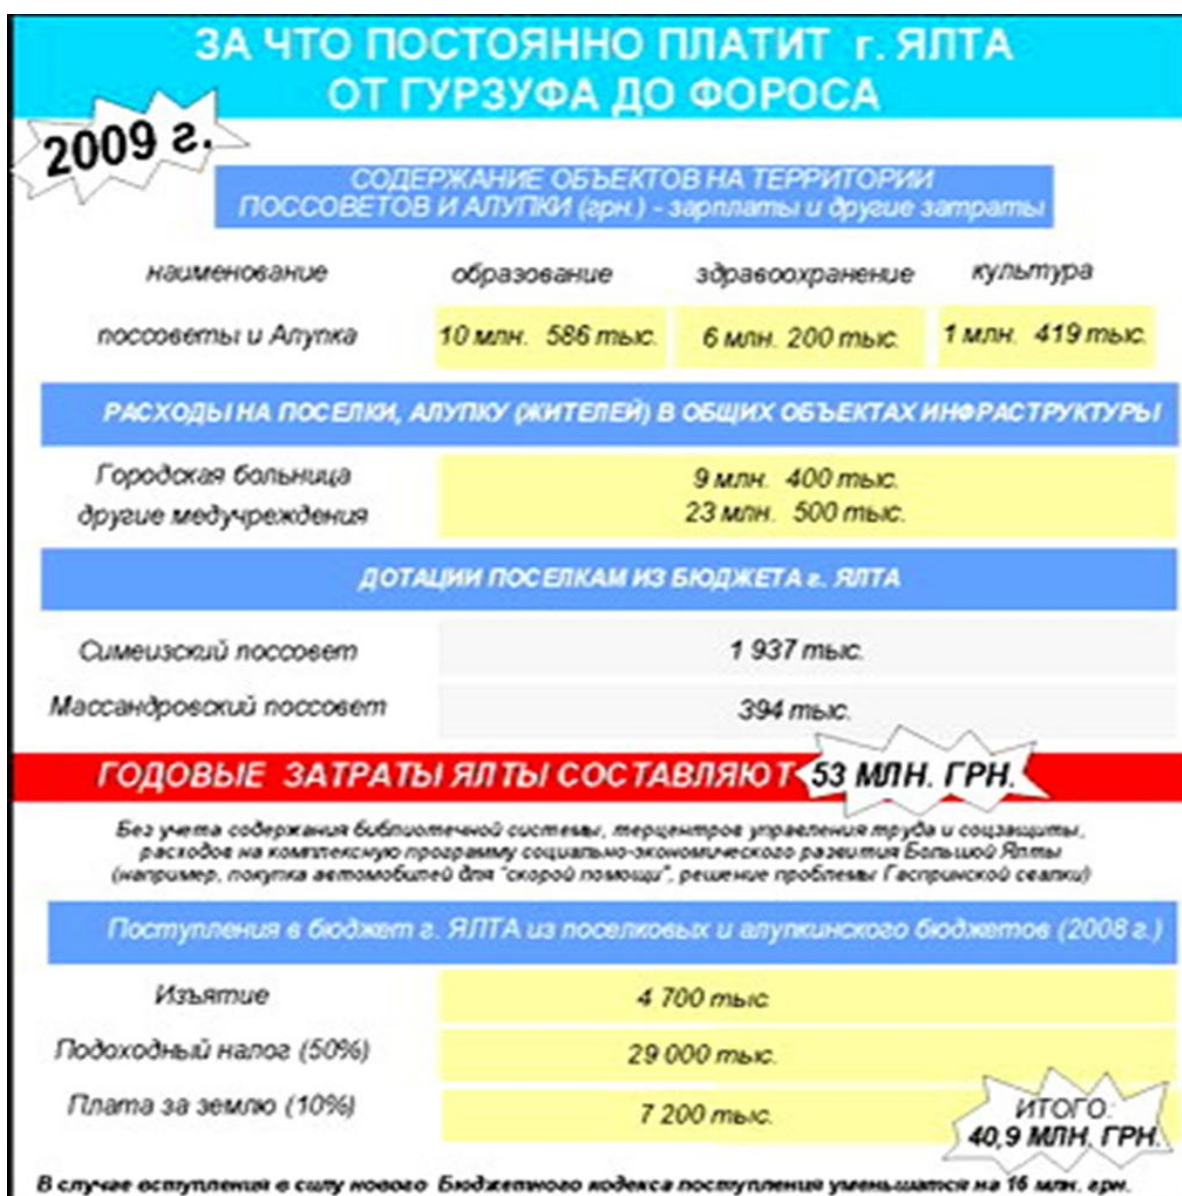 ЗА ЧТО ПОСТОЯННО ПЛАТИТ г. ЯЛТА
ОТ ГУРЗУФА ДО ФОРОСА
2009 г.
СОДЕРЖАНИЕ ОБЪЕКТОВ НА ТЕРРИТОРИИ
ПОССОВЕТОВ И АЛУПКИ (грн.) - зарплаты и другие затраты
наименование образование здравоохранение культура
поссоветы и Алупка 10 млн. 586 тыс. 6 млн. 200 тыс. 1 млн. 419 тыс.
РАСХОДЫ НА ПОСЕЛКИ, АЛУПКУ (ЖИТЕЛЕЙ) В ОБЩИХ ОБЪЕКТАХ ИНФРАСТРУКТУРЫ
Городская больница 9 млн. 400 тыс.
другие медучреждения 23 млн. 500 тыс.
ДОТАЦИИ ПОСЕЛКАМ ИЗ БЮДЖЕТА г. ЯЛТА
Симеизский поссовет 1 937 тыс.
Массандровский поссовет 394 тыс.
ГОДОВЫЕ ЗАТРАТЫ ЯЛТЫ СОСТАВЛЯЮТ 53 МЛН. ГРН.
Без учета содержания библиотечной системы, терцентров управления труда и соцзащиты,
расходов на комплексную программу социально-экономического развития Большой Ялты
(например, покупка автомобилей для "скорой помощи", решение проблемы Гаспринской свалки)
Поступления в бюджет г. ЯЛТА из поселковых и алупкинского бюджетов (2008 г.)
Изъятие 4 700 тыс
Подоходный налог (50%) 29 000 тыс.
Плата за землю (10%) 7 200 тыс.
ИТОГО:
40,9 МЛН. ГРН.
В случае вступления в силу нового Бюджетного кодекса поступления уменьшатся на 16 млн. грн.